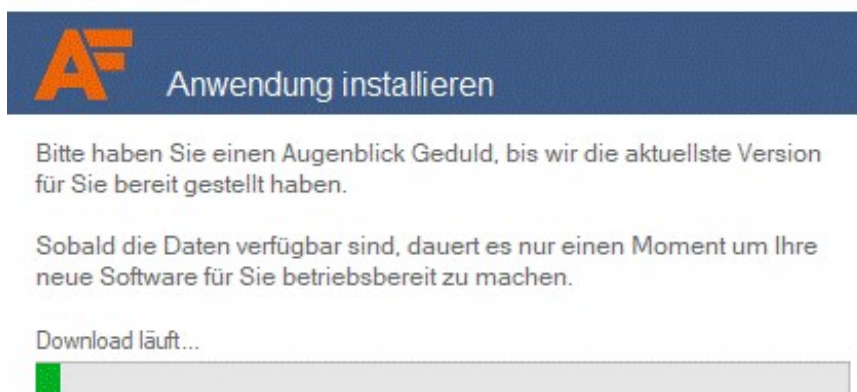 AF
Anwendung installieren
Bitte haben Sie einen Augenblick Geduld, bis wir die aktuellste Version
für Sie bereit gestellt haben.
Sobald die Daten verfügbar sind, dauert es nur einen Moment um Ihre
neue Software für Sie betriebsbereit zu machen.
Download läuft...